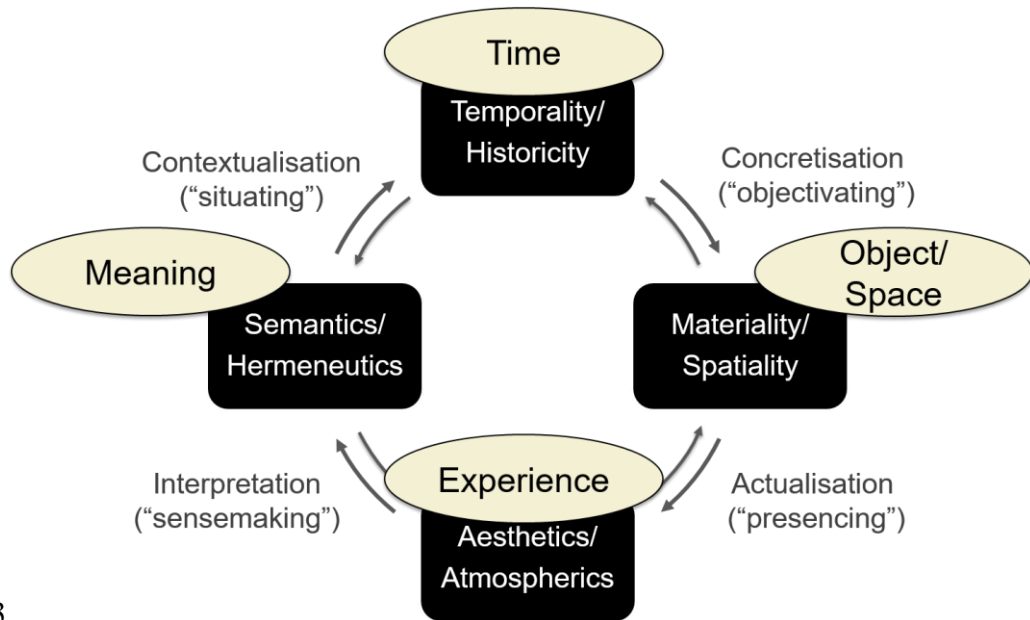 Time
Temporality/
Historicity
Contextualisation
(“situating”)
Concretisation
(“objectivating”)
Meaning
Semantics/
Hermeneutics
Object/
Space
Materiality/
Spatiality
Interpretation
(“sensemaking”)
Experience
Aesthetics/
Atmospherics
Actualisation
(“presencing”)